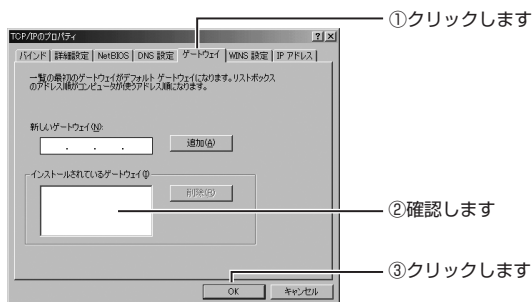 ①クリックします
TCP/IPのプロパティ
バインド 詳細設定 NetBIOS DNS 設定 ゲートウェイ WINS 設定 IP アドレス
一覧の最初のゲートウェイがデフォルト ゲートウェイになります。リストボックス
のアドレス順がコンピュータが使うアドレス順になります。
新しいゲートウェイ(N):
. . . 追加(A)
インストールされているゲートウェイ(I)
削除(R)
②確認します
③クリックします
OK キャンセル